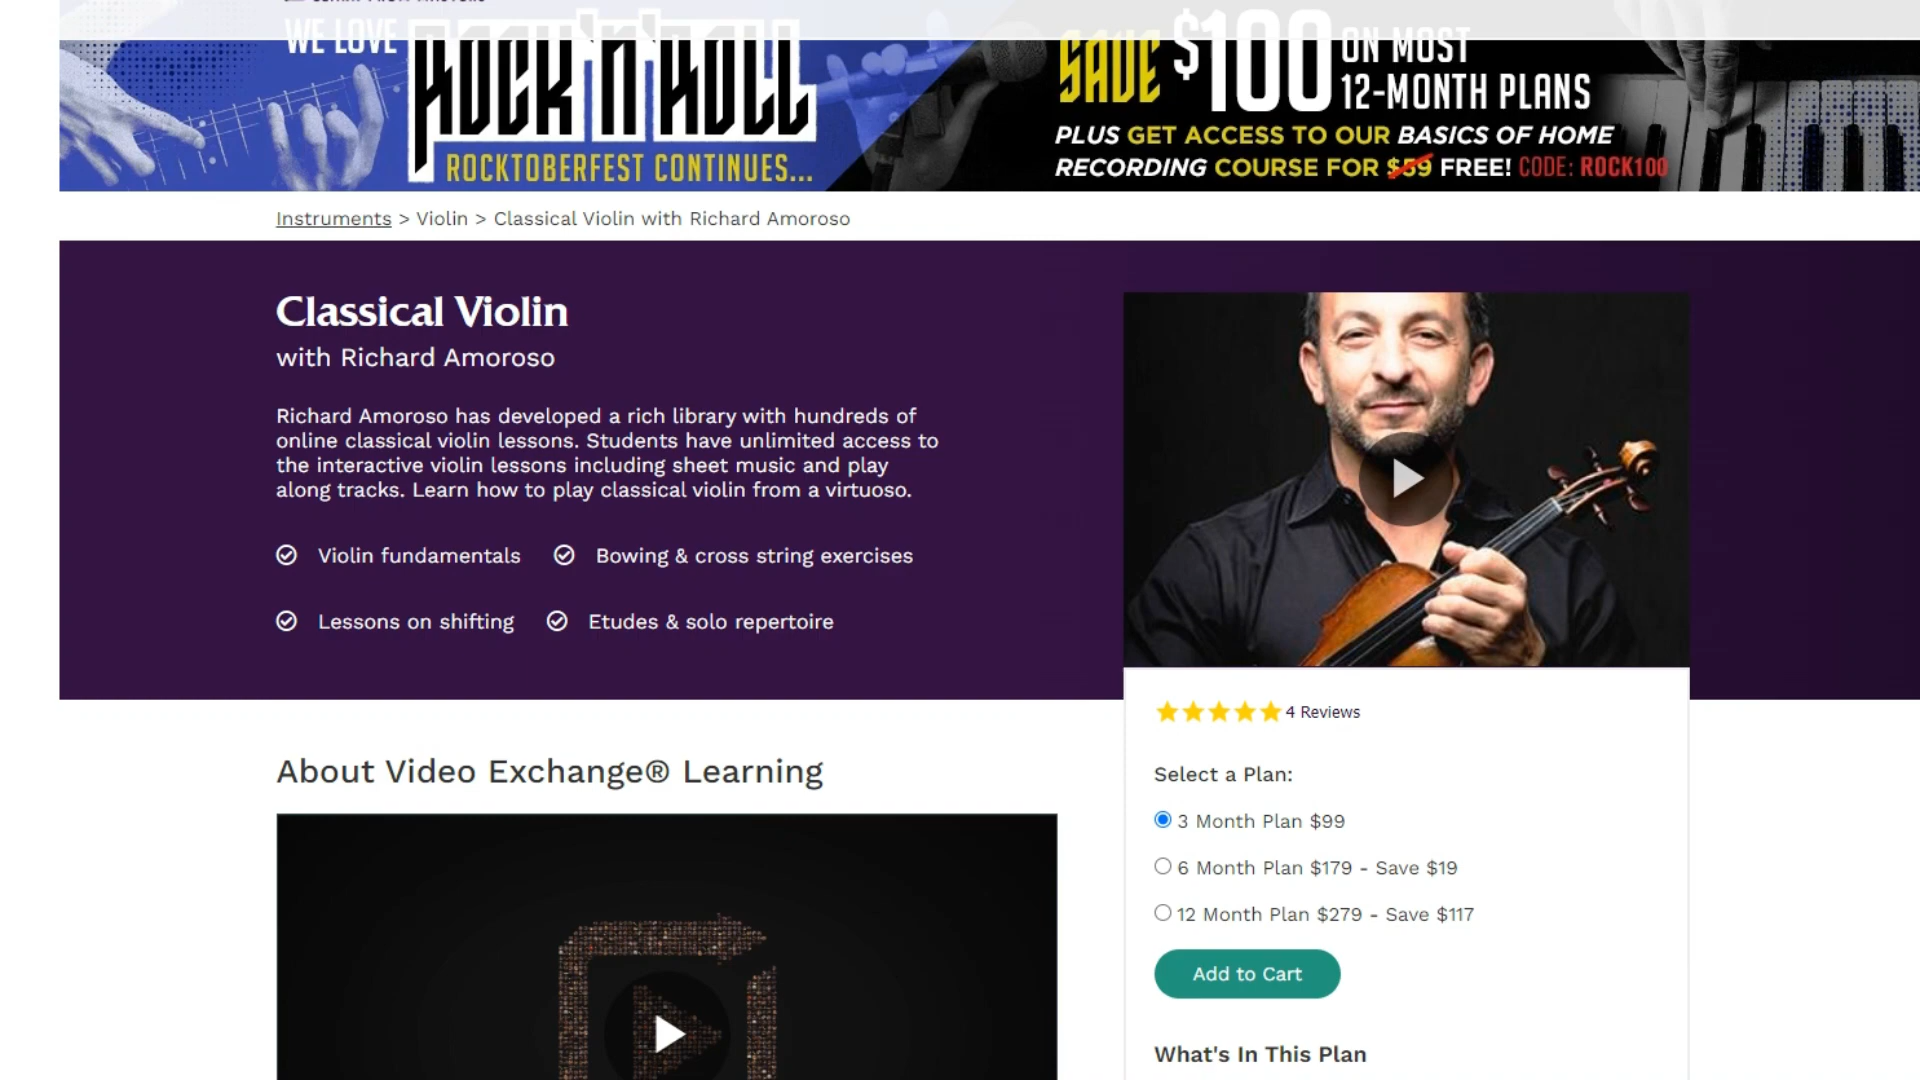 WE LOVE
ROCK'N'ROLL
ROCKTOBERFEST CONTINUES...
SAVE $100 ON MOST
12-MONTH PLANS
PLUS GET ACCESS TO OUR BASICS OF HOME
RECORDING COURSE FOR $59 FREE! CODE: ROCK100
Instruments > Violin > Classical Violin with Richard Amoroso
Classical Violin
with Richard Amoroso
Richard Amoroso has developed a rich library with hundreds of
online classical violin lessons. Students have unlimited access to
the interactive violin lessons including sheet music and play
along tracks. Learn how to play classical violin from a virtuoso.
Violin fundamentals
Bowing & cross string exercises
Lessons on shifting
Etudes & solo repertoire
About Video Exchange® Learning
4 Reviews
Select a Plan:
3 Month Plan $99
6 Month Plan $179 - Save $19
12 Month Plan $279 - Save $117
Add to Cart
What's In This Plan